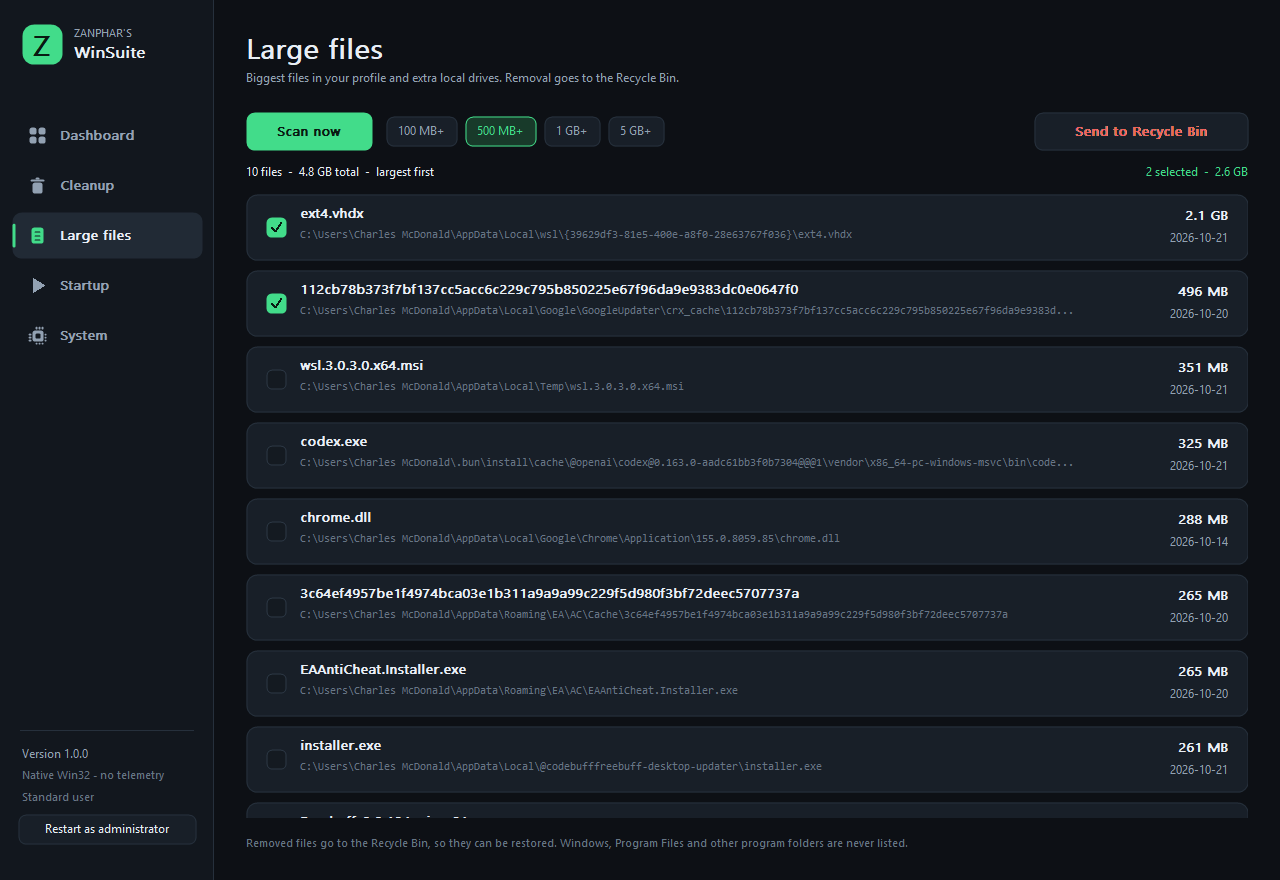 Z
ZANPHAR'S
WinSuite
Dashboard
Cleanup
Large files
Startup
System
Version 1.0.0
Native Win32 - no telemetry
Standard user
Restart as administrator
Large files
Biggest files in your profile and extra local drives. Removal goes to the Recycle Bin.
Scan now
100 MB+
500 MB+
1 GB+
5 GB+
Send to Recycle Bin
10 files - 4.8 GB total - largest first
2 selected - 2.6 GB
ext4.vhdx
2.1 GB
C:\Users\Charles McDonald\AppData\Local\wsl\{39629df3-81e5-400e-a8f0-28e63767f036}\ext4.vhdx
2026-10-21
112cb78b373f7bf137cc5acc6c229c795b850225e67f96da9e9383dc0e0647f0
496 MB
C:\Users\Charles McDonald\AppData\Local\Google\GoogleUpdater\crx_cache\112cb78b373f7bf137cc5acc6c229c795b850225e67f96da9e9383d...
2026-10-20
wsl.3.0.3.0.x64.msi
351 MB
C:\Users\Charles McDonald\AppData\Local\Temp\wsl.3.0.3.0.x64.msi
2026-10-21
codex.exe
325 MB
C:\Users\Charles McDonald\.bun\install\cache\@openai\codex@0.163.0-aadc61bb3f0b7304@@@1\vendor\x86_64-pc-windows-msvc\bin\code...
2026-10-21
chrome.dll
288 MB
C:\Users\Charles McDonald\AppData\Local\Google\Chrome\Application\155.0.8059.85\chrome.dll
2026-10-14
3c64ef4957be1f4974bca03e1b311a9a9a99c229f5d980f3bf72deec5707737a
265 MB
C:\Users\Charles McDonald\AppData\Roaming\EA\AC\Cache\3c64ef4957be1f4974bca03e1b311a9a9a99c229f5d980f3bf72deec5707737a
2026-10-20
EAAntiCheat.Installer.exe
265 MB
C:\Users\Charles McDonald\AppData\Roaming\EA\AC\EAAntiCheat.Installer.exe
2026-10-20
installer.exe
261 MB
C:\Users\Charles McDonald\AppData\Local\@codebufffreebuff-desktop-updater\installer.exe
2026-10-21
Removed files go to the Recycle Bin, so they can be restored. Windows, Program Files and other program folders are never listed.